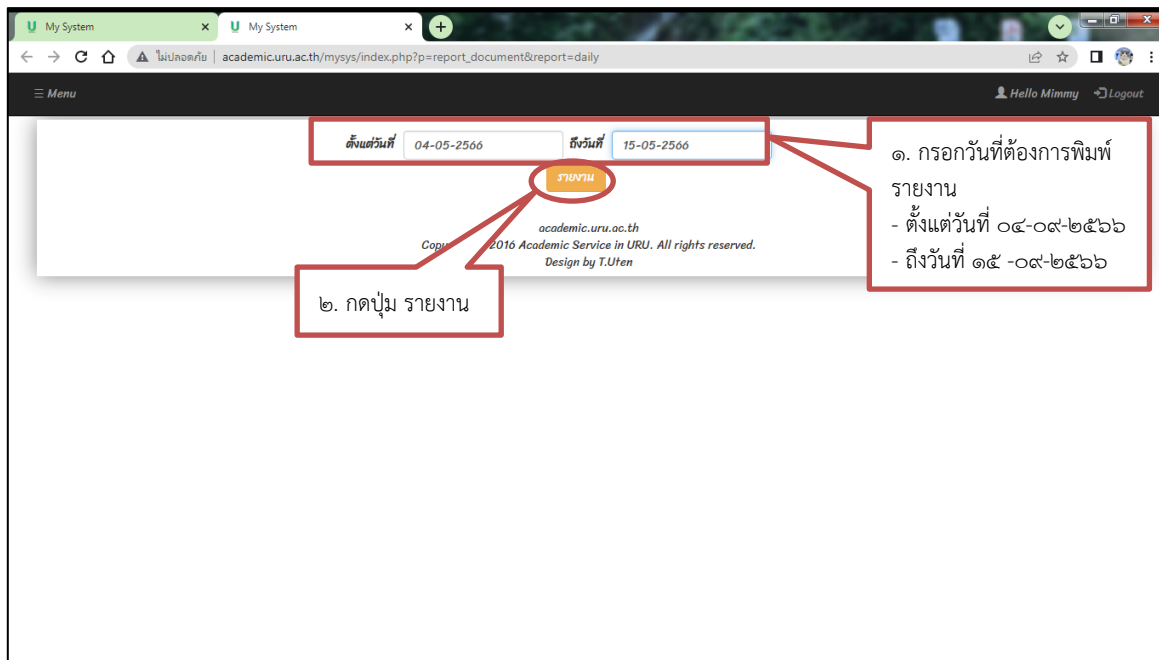 My System
My System
ไม่ปลอดภัย | academic.uru.ac.th/mysys/index.php?p=report_document&report=daily
☰ Menu
Hello Mimmy
Logout
ตั้งแต่วันที่ 04-05-2566 ถึงวันที่ 15-05-2566
รายงาน
academic.uru.ac.th
2016 Academic Service in URU. All rights reserved.
Design by T.Uten
๑. กรอกวันที่ต้องการพิมพ์
รายงาน
- ตั้งแต่วันที่ ๐๔-๐๙-๒๕๖๖
- ถึงวันที่ ๑๕ -๐๙-๒๕๖๖
๒. กดปุ่ม รายงาน